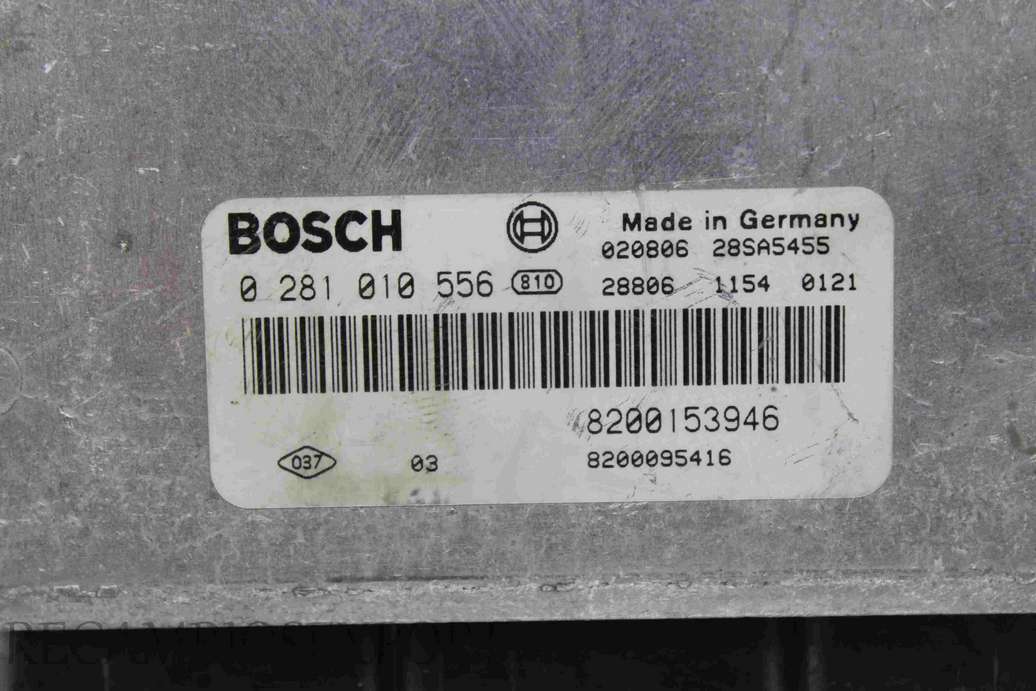 BOSCH
Made in Germany
020806 28SA5455
0 281 010 556 810
28806 1154 0121
8200153946
037 03
8200095416